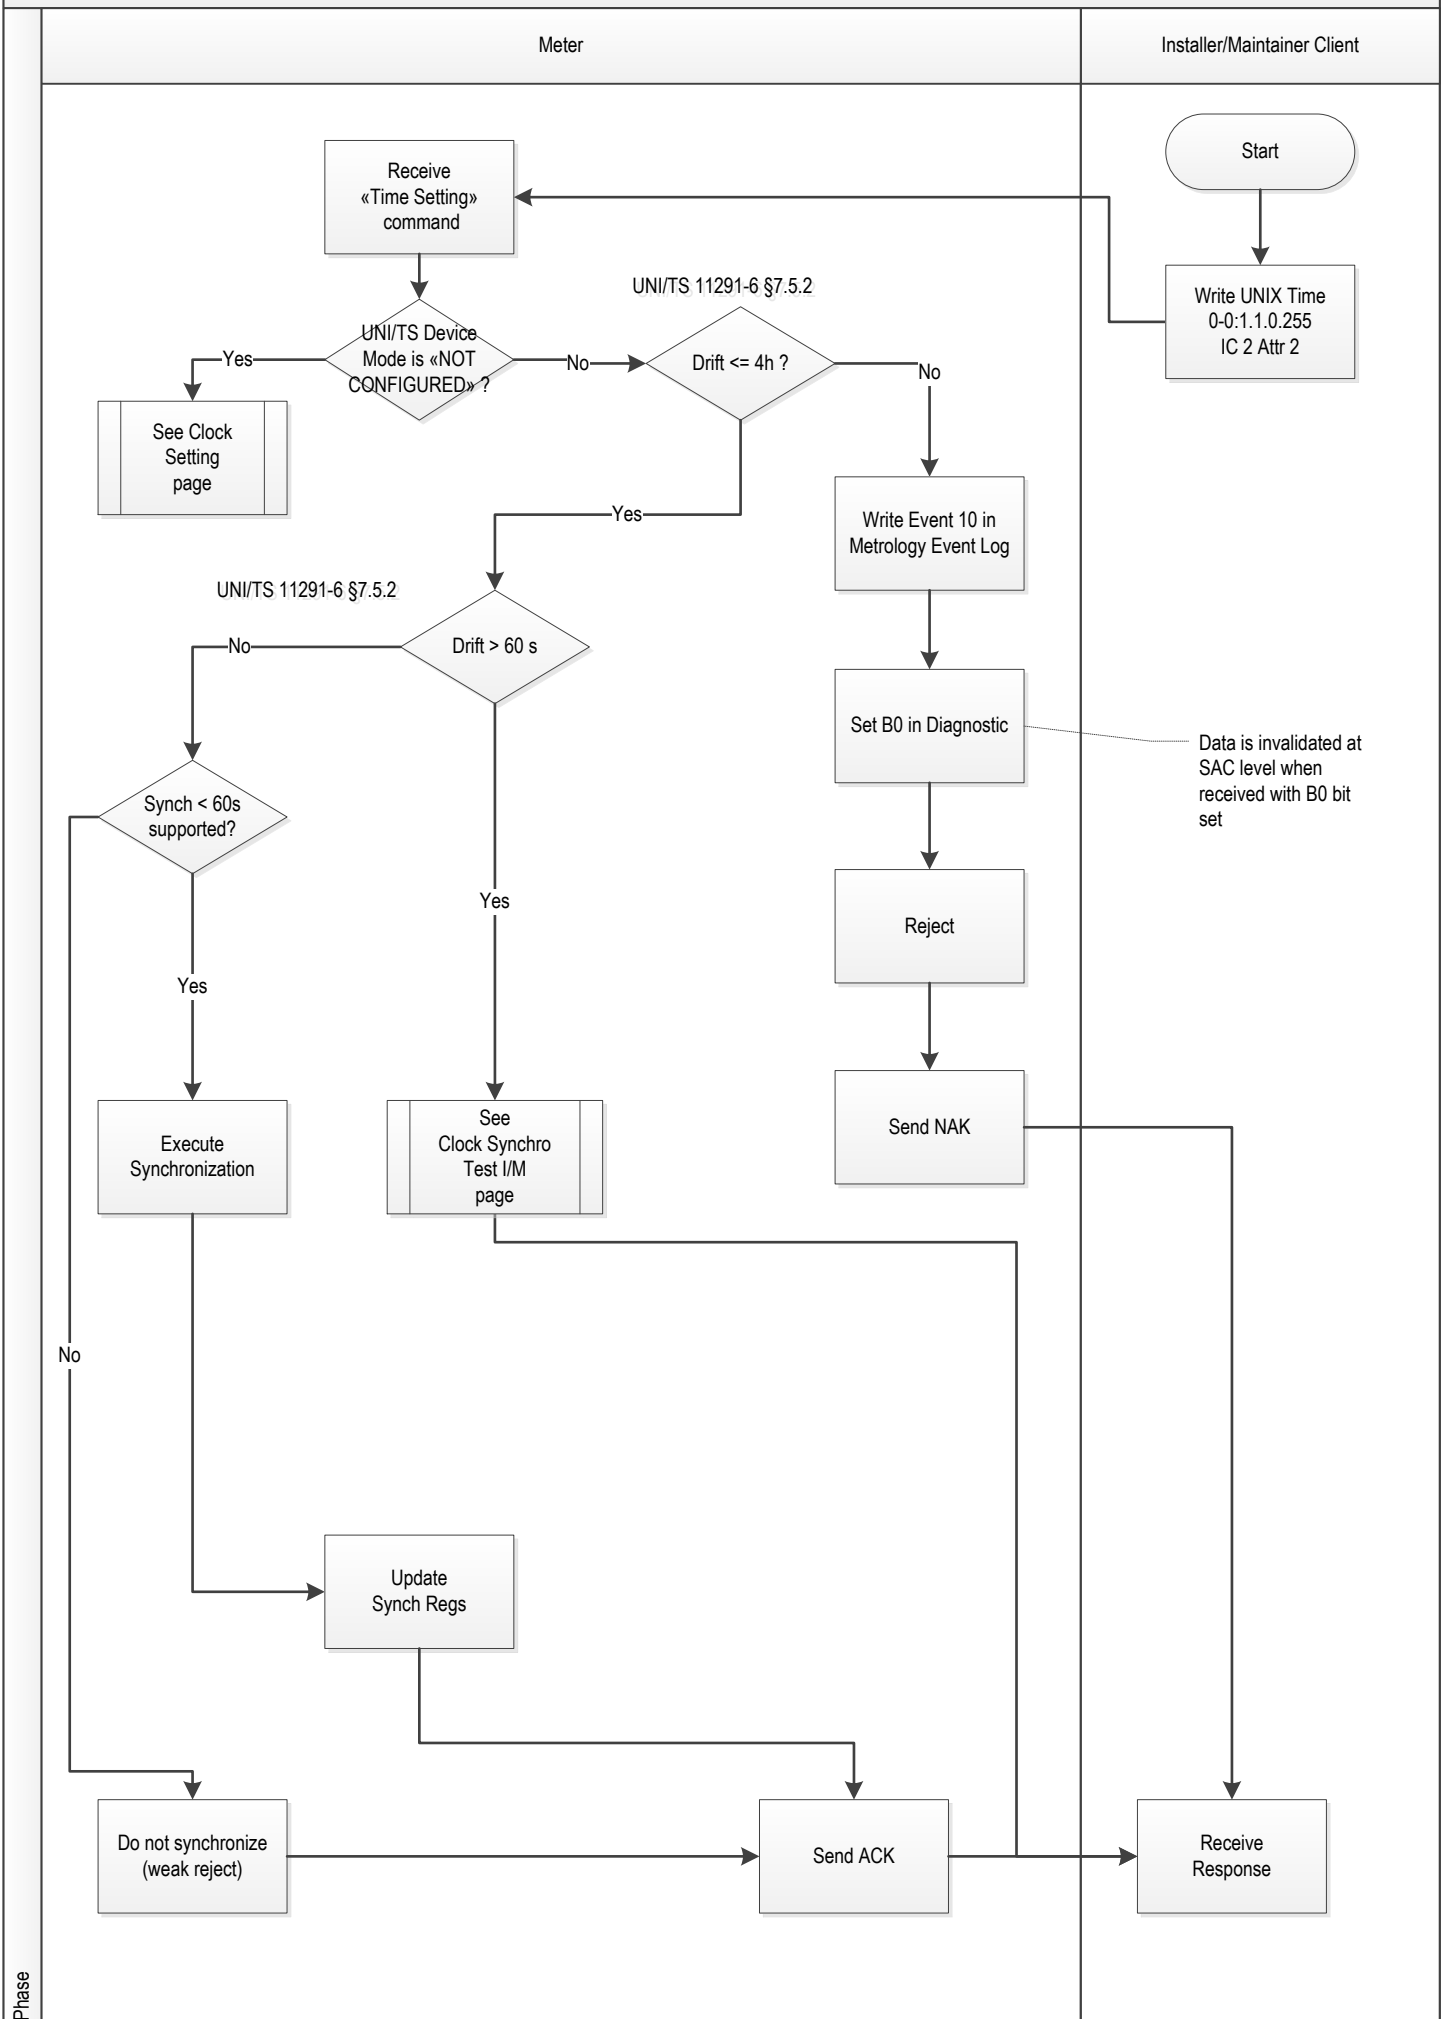 Meter
Installer/Maintainer Client
Start
Receive
«Time Setting»
command
Write UNIX Time
0-0:1.1.0.255
IC 2 Attr 2
UNI/TS 11291-6 §7.5.2
UNI/TS Device
Mode is «NOT
CONFIGURED» ?
Yes
No
Drift <= 4h ?
No
See Clock
Setting
page
Yes
Write Event 10 in
Metrology Event Log
UNI/TS 11291-6 §7.5.2
Drift > 60 s
No
Set B0 in Diagnostic
Data is invalidated at
SAC level when
received with B0 bit
set
Synch < 60s
supported?
Yes
Reject
Yes
Execute
Synchronization
See
Clock Synchro
Test I/M
page
Send NAK
No
Update
Synch Regs
Do not synchronize
(weak reject)
Send ACK
Receive
Response
Phase